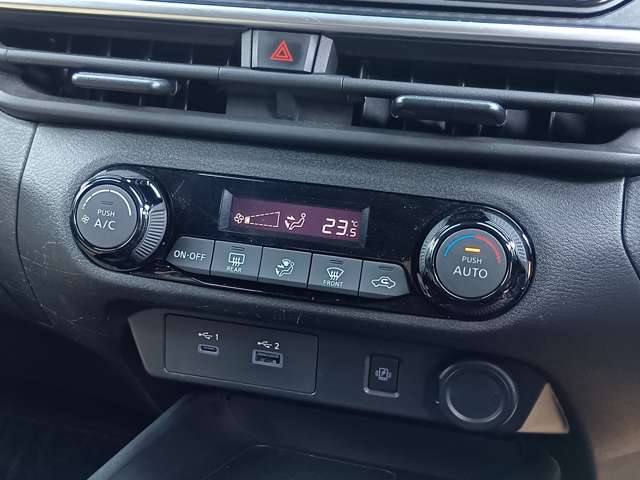 PUSH
A/C
23.5 °C
ON·OFF
REAR
FRONT
PUSH
AUTO
1
2